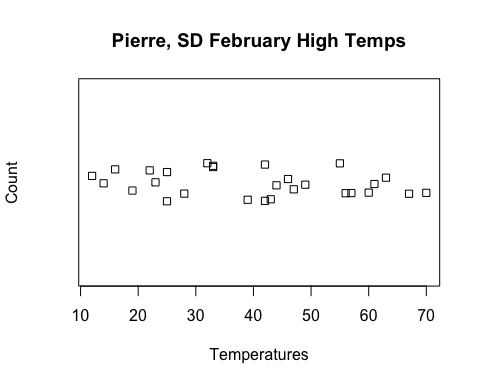 Pierre, SD February High Temps
Count
10 20 30 40 50 60 70
Temperatures